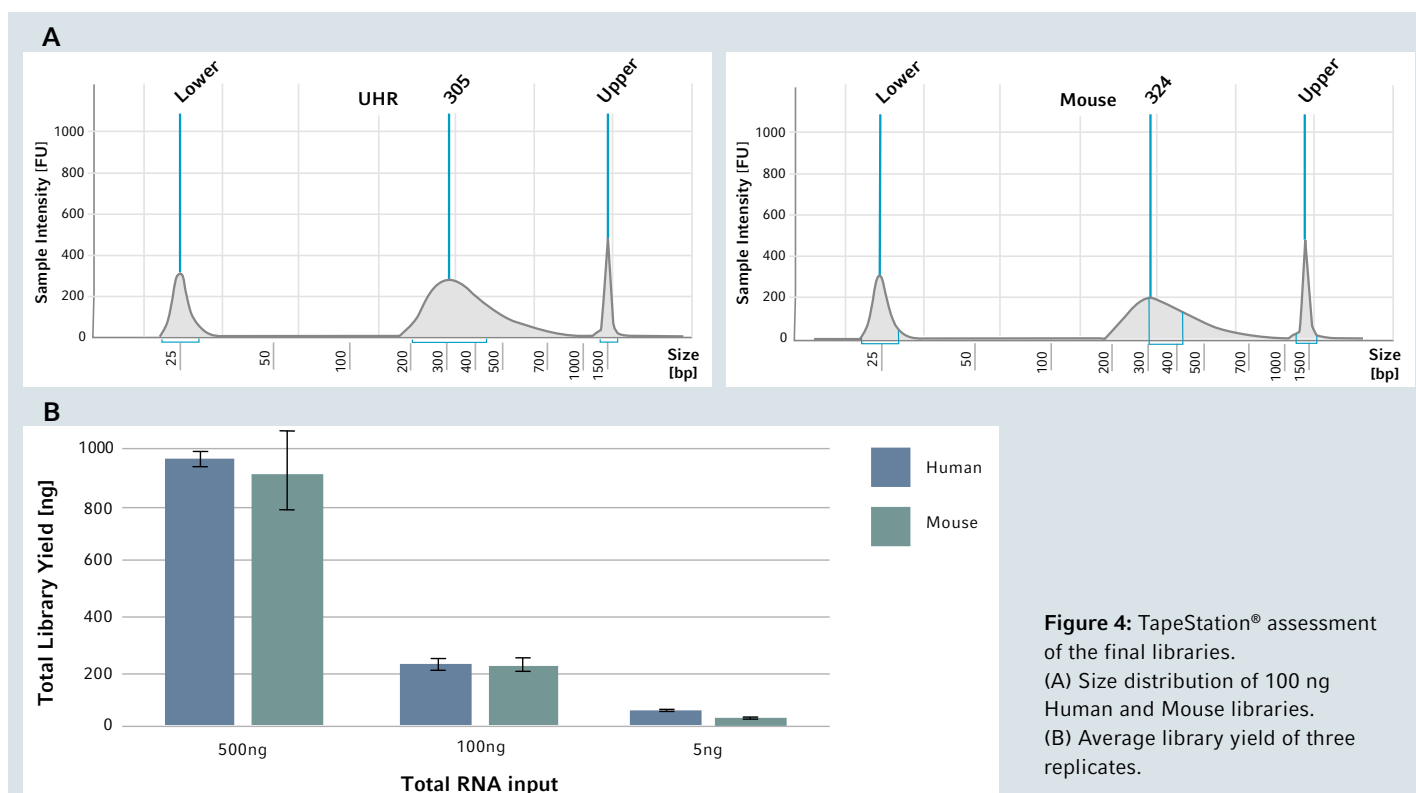 A
Lower
UHR
305
Upper
Sample Intensity [FU]
1000
800
600
400
200
0
25
50
100
200
300
400
500
700
1000
1500
Size
[bp]
Lower
Mouse
324
Upper
Sample Intensity [FU]
1000
800
600
400
200
0
25
50
100
200
300
400
500
700
1000
1500
Size
[bp]
B
Total Library Yield [ng]
1000
800
600
400
200
0
500ng
100ng
5ng
Total RNA input
Human
Mouse
Figure 4: TapeStation® assessment
of the final libraries.
(A) Size distribution of 100 ng
Human and Mouse libraries.
(B) Average library yield of three
replicates.